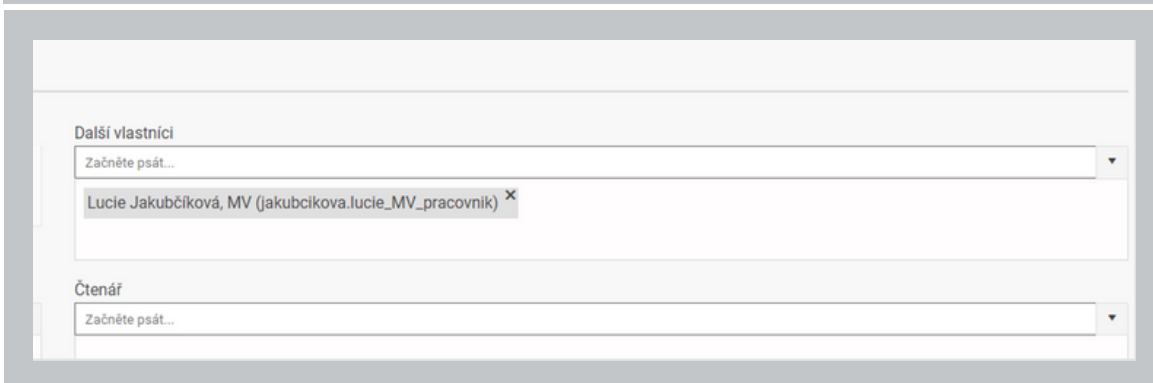 Další vlastníci
Začněte psát...
Lucie Jakubčíková, MV (jakubcikova.lucie_MV_pracovnik) ×
Čtenář
Začněte psát...